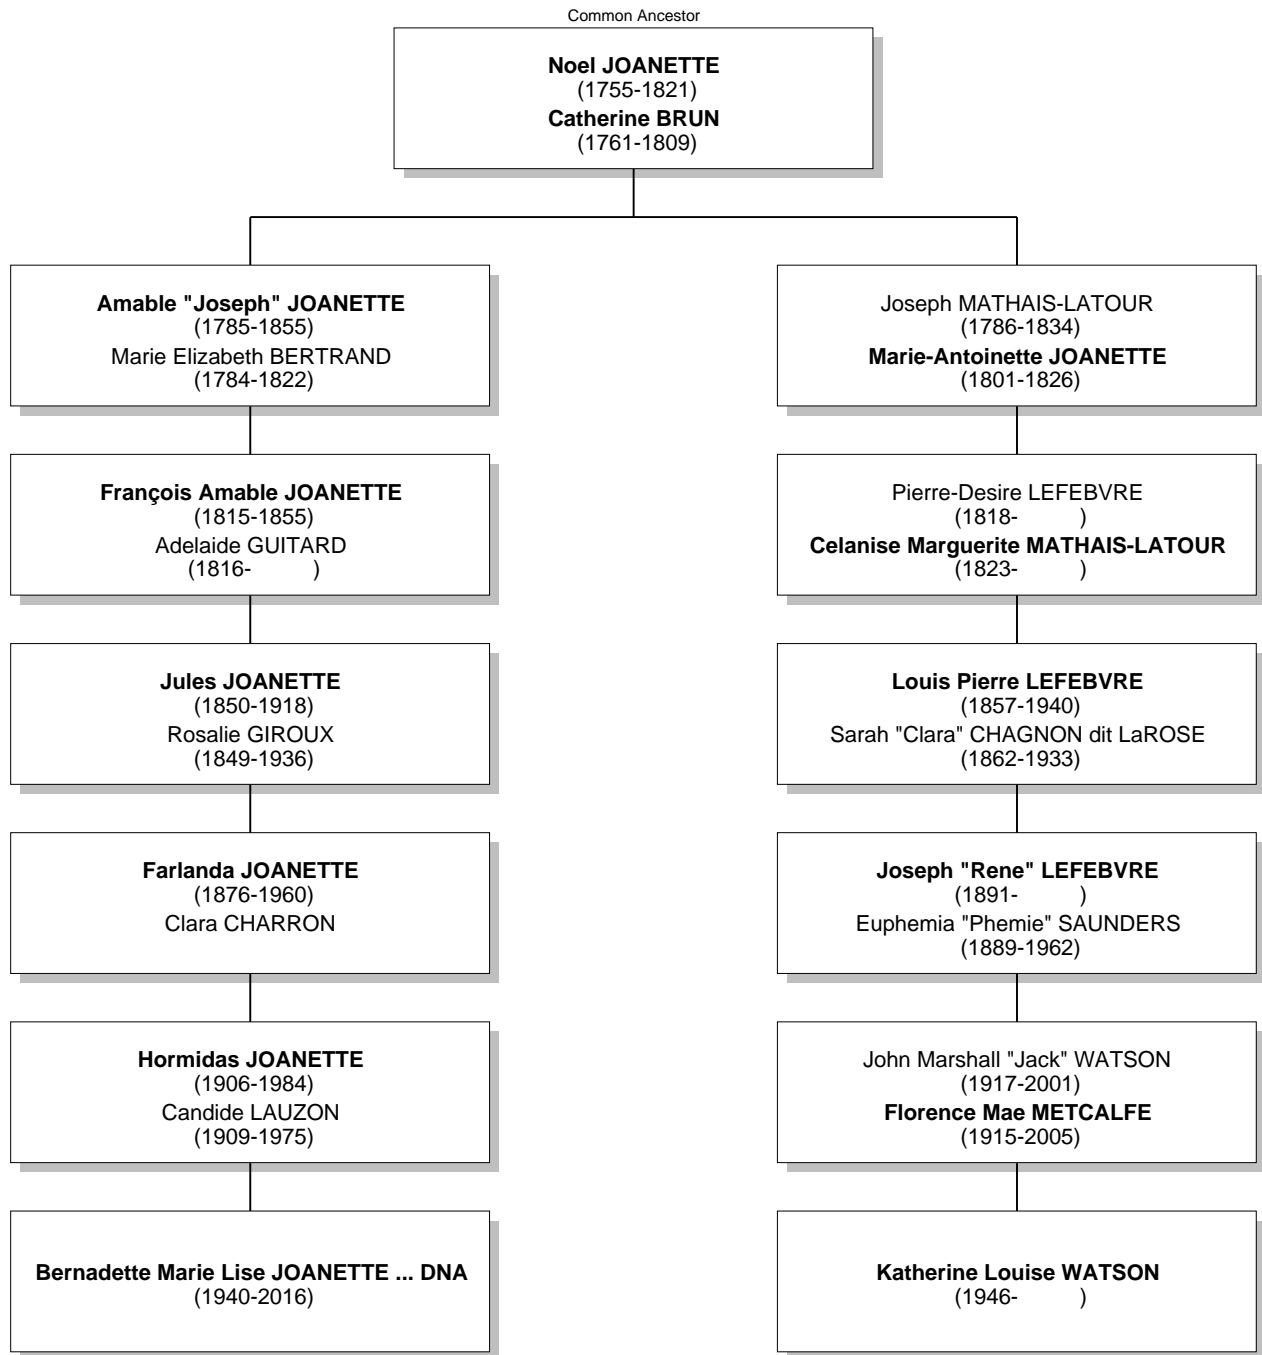 Common Ancestor
Noel JOANETTE
(1755-1821)
Catherine BRUN
(1761-1809)
Amable "Joseph" JOANETTE
(1785-1855)
Marie Elizabeth BERTRAND
(1784-1822)
Joseph MATHAIS-LATOUR
(1786-1834)
Marie-Antoinette JOANETTE
(1801-1826)
François Amable JOANETTE
(1815-1855)
Adelaide GUITARD
(1816- )
Pierre-Desire LEFEBVRE
(1818- )
Celanise Marguerite MATHAIS-LATOUR
(1823- )
Jules JOANETTE
(1850-1918)
Rosalie GIROUX
(1849-1936)
Louis Pierre LEFEBVRE
(1857-1940)
Sarah "Clara" CHAGNON dit LaROSE
(1862-1933)
Farlanda JOANETTE
(1876-1960)
Clara CHARRON
Joseph "Rene" LEFEBVRE
(1891- )
Euphemia "Phemie" SAUNDERS
(1889-1962)
Hormidas JOANETTE
(1906-1984)
Candide LAUZON
(1909-1975)
John Marshall "Jack" WATSON
(1917-2001)
Florence Mae METCALFE
(1915-2005)
Bernadette Marie Lise JOANETTE ... DNA
(1940-2016)
Katherine Louise WATSON
(1946- )